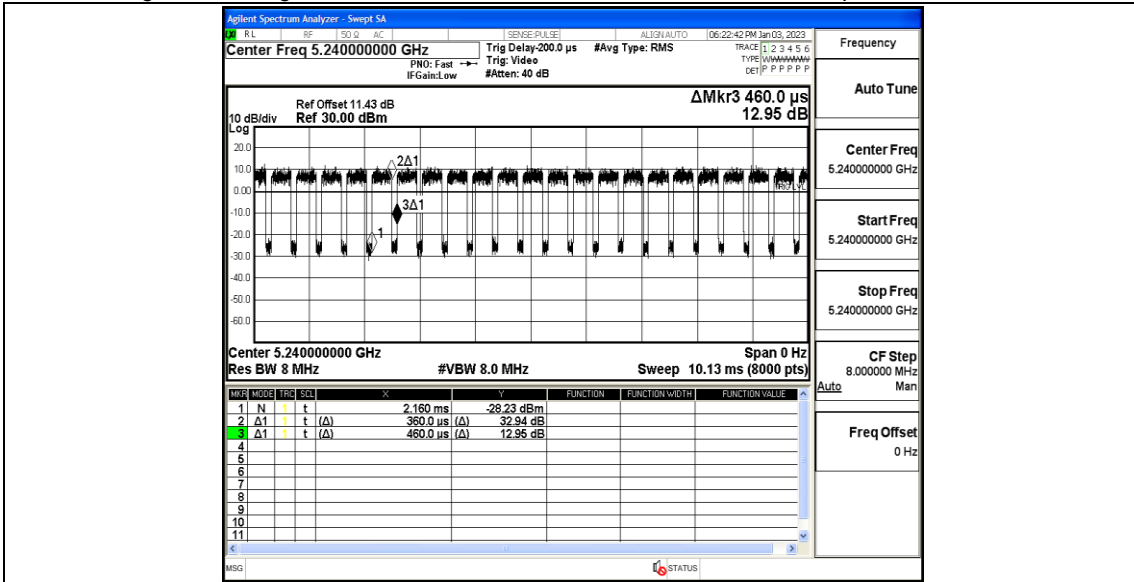 Agilent Spectrum Analyzer - Swept SA
RL RF 50 Ω AC SENSE:PULSE ALIGNAUTO 06:22:42 PM Jan 03, 2023
Center Freq 5.240000000 GHz Trig Delay-200.0 µs #Avg Type: RMS TRACE 1 2 3 4 5 6
PNO: Fast Trig: Video TYPE
IFGain:Low #Atten: 40 dB DET P P P P P P
ΔMkr3 460.0 µs
Ref Offset 11.43 dB
10 dB/div Ref 30.00 dBm 12.95 dB
Log
20.0
2Δ1
10.0
0.00
3Δ1
-10.0
-20.0
1
-30.0
-40.0
-50.0
-60.0
Center 5.240000000 GHz Span 0 Hz
Res BW 8 MHz #VBW 8.0 MHz Sweep 10.13 ms (8000 pts)
MKR MODE TRC SCL X Y FUNCTION FUNCTION WIDTH FUNCTION VALUE
1 N 1 t 2.160 ms -28.23 dBm
2 Δ1 1 t (Δ) 360.0 µs (Δ) 32.94 dB
3 Δ1 1 t (Δ) 460.0 µs (Δ) 12.95 dB
4
5
6
7
8
9
10
11
MSG STATUS
Frequency
Auto Tune
Center Freq
5.240000000 GHz
Start Freq
5.240000000 GHz
Stop Freq
5.240000000 GHz
CF Step
8.000000 MHz
Auto Man
Freq Offset
0 Hz